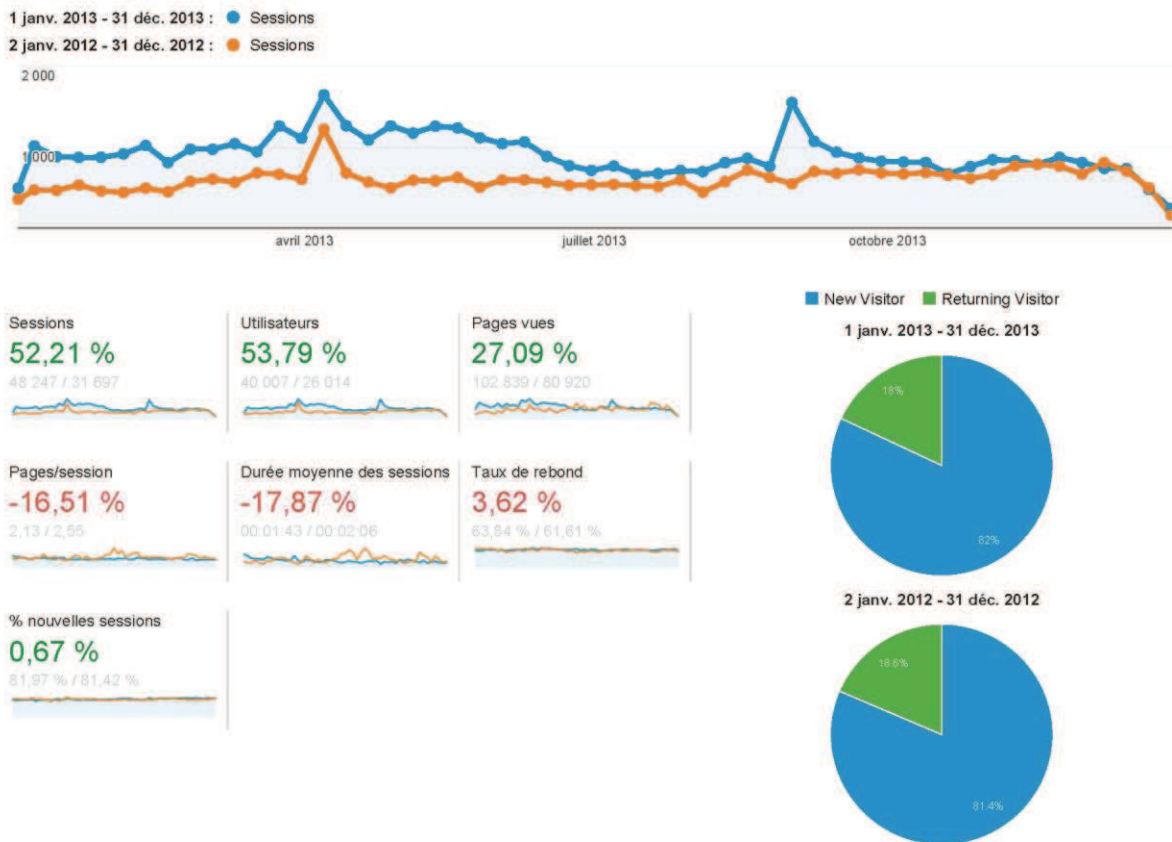 1 janv. 2013 - 31 déc. 2013 : Sessions
2 janv. 2012 - 31 déc. 2012 : Sessions
2 000
1 000
avril 2013 juillet 2013 octobre 2013
New Visitor Returning Visitor
1 janv. 2013 - 31 déc. 2013
18%
82%
2 janv. 2012 - 31 déc. 2012
18.6%
81.4%
Sessions
52,21 %
48 247 / 31 697
Utilisateurs
53,79 %
40 007 / 26 014
Pages vues
27,09 %
102 839 / 80 920
Pages/session
-16,51 %
2,13 / 2,55
Durée moyenne des sessions
-17,87 %
00:01:43 / 00:02:06
Taux de rebond
3,62 %
63,84 % / 61,61 %
% nouvelles sessions
0,67 %
81,97 % / 81,42 %